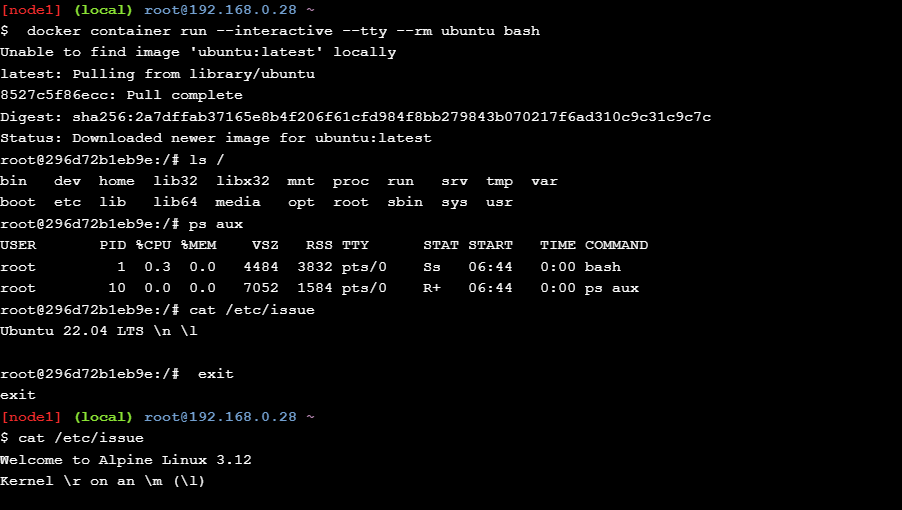 [node1] (local) root@192.168.0.28 ~
$  docker container run --interactive --tty --rm ubuntu bash
Unable to find image 'ubuntu:latest' locally
latest: Pulling from library/ubuntu
8527c5f86ecc: Pull complete
Digest: sha256:2a7dffab37165e8b4f206f61cfd984f8bb279843b070217f6ad310c9c31c9c7c
Status: Downloaded newer image for ubuntu:latest
root@296d72b1eb9e:/# ls /
bin   dev  home  lib32  libx32  mnt  proc  run   srv  tmp  var
boot  etc  lib   lib64  media   opt  root  sbin  sys  usr
root@296d72b1eb9e:/# ps aux
USER       PID %CPU %MEM    VSZ   RSS TTY      STAT START   TIME COMMAND
root         1  0.3  0.0   4484  3832 pts/0    Ss   06:44   0:00 bash
root        10  0.0  0.0   7052  1584 pts/0    R+   06:44   0:00 ps aux
root@296d72b1eb9e:/# cat /etc/issue
Ubuntu 22.04 LTS \n \l
root@296d72b1eb9e:/#  exit
exit
[node1] (local) root@192.168.0.28 ~
$ cat /etc/issue
Welcome to Alpine Linux 3.12
Kernel \r on an \m (\l)